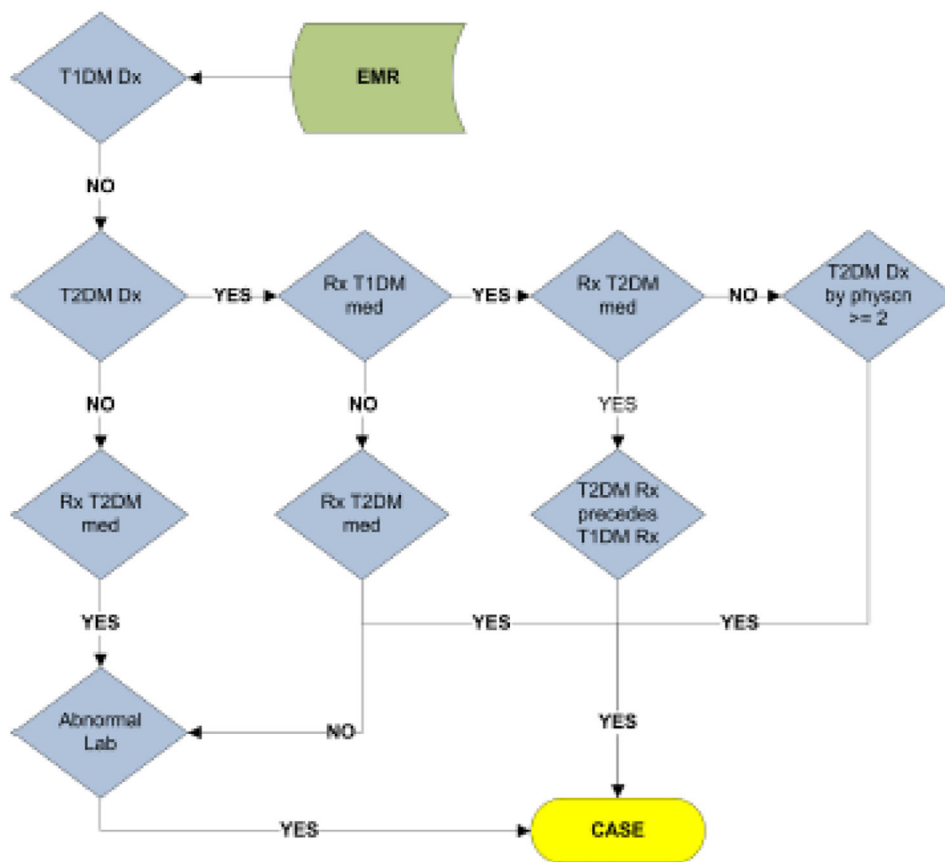 T1DM Dx
EMR
NO
T2DM Dx
YES
Rx T1DM
med
YES
Rx T2DM
med
NO
T2DM Dx
by physcn
>= 2
NO
NO
YES
Rx T2DM
med
Rx T2DM
med
T2DM Rx
precedes
T1DM Rx
YES
YES
YES
Abnormal
Lab
NO
YES
YES
CASE